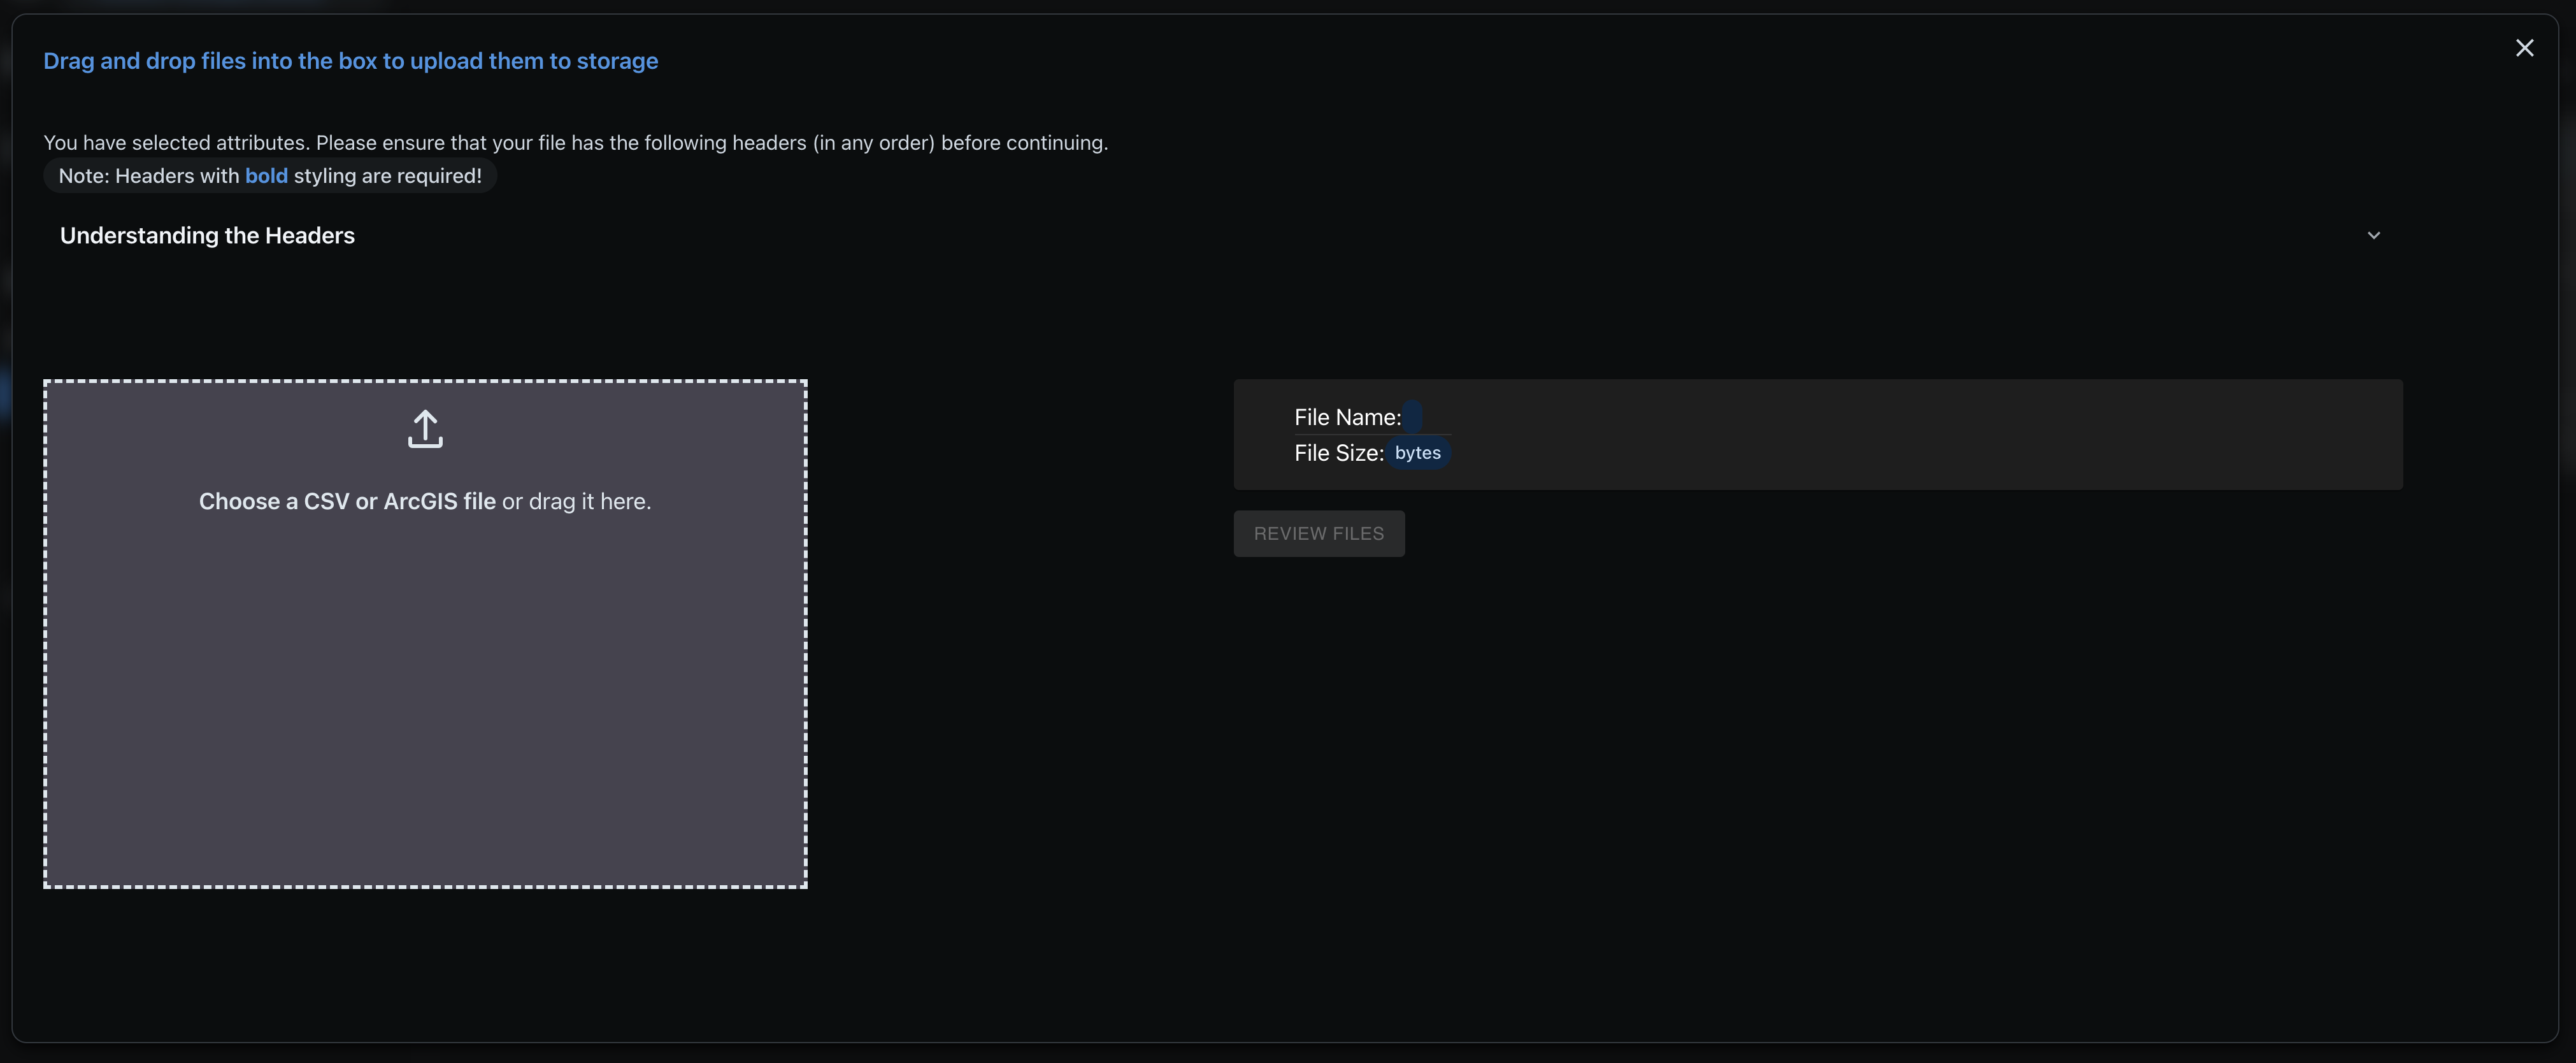 Drag and drop files into the box to upload them to storage
You have selected attributes. Please ensure that your file has the following headers (in any order) before continuing.
Note: Headers with bold styling are required!
Understanding the Headers
Choose a CSV or ArcGIS file or drag it here.
File Name:
File Size: bytes
REVIEW FILES